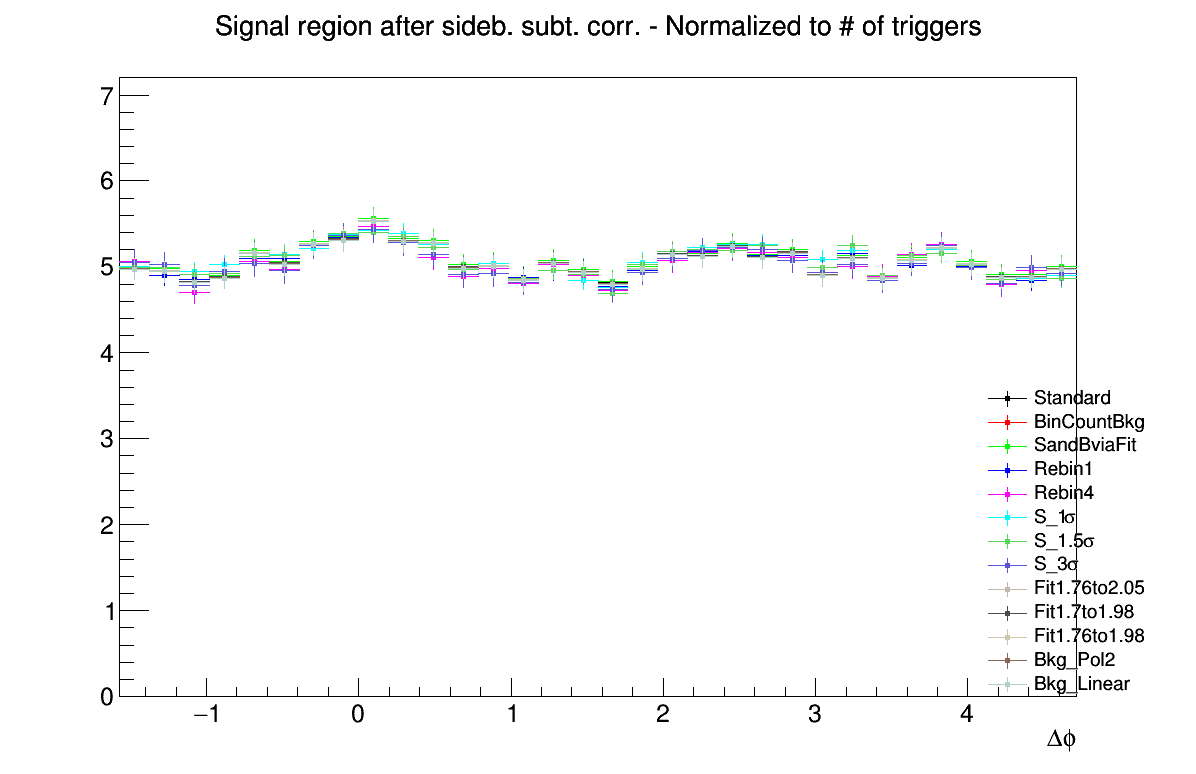 Signal region after sideb. subt. corr. - Normalized to # of triggers
7
6
5
4
3
2
1
0
−1 0 1 2 3 4
Δϕ
Standard
BinCountBkg
SandBviaFit
Rebin1
Rebin4
S_1σ
S_1.5σ
S_3σ
Fit1.76to2.05
Fit1.7to1.98
Fit1.76to1.98
Bkg_Pol2
Bkg_Linear